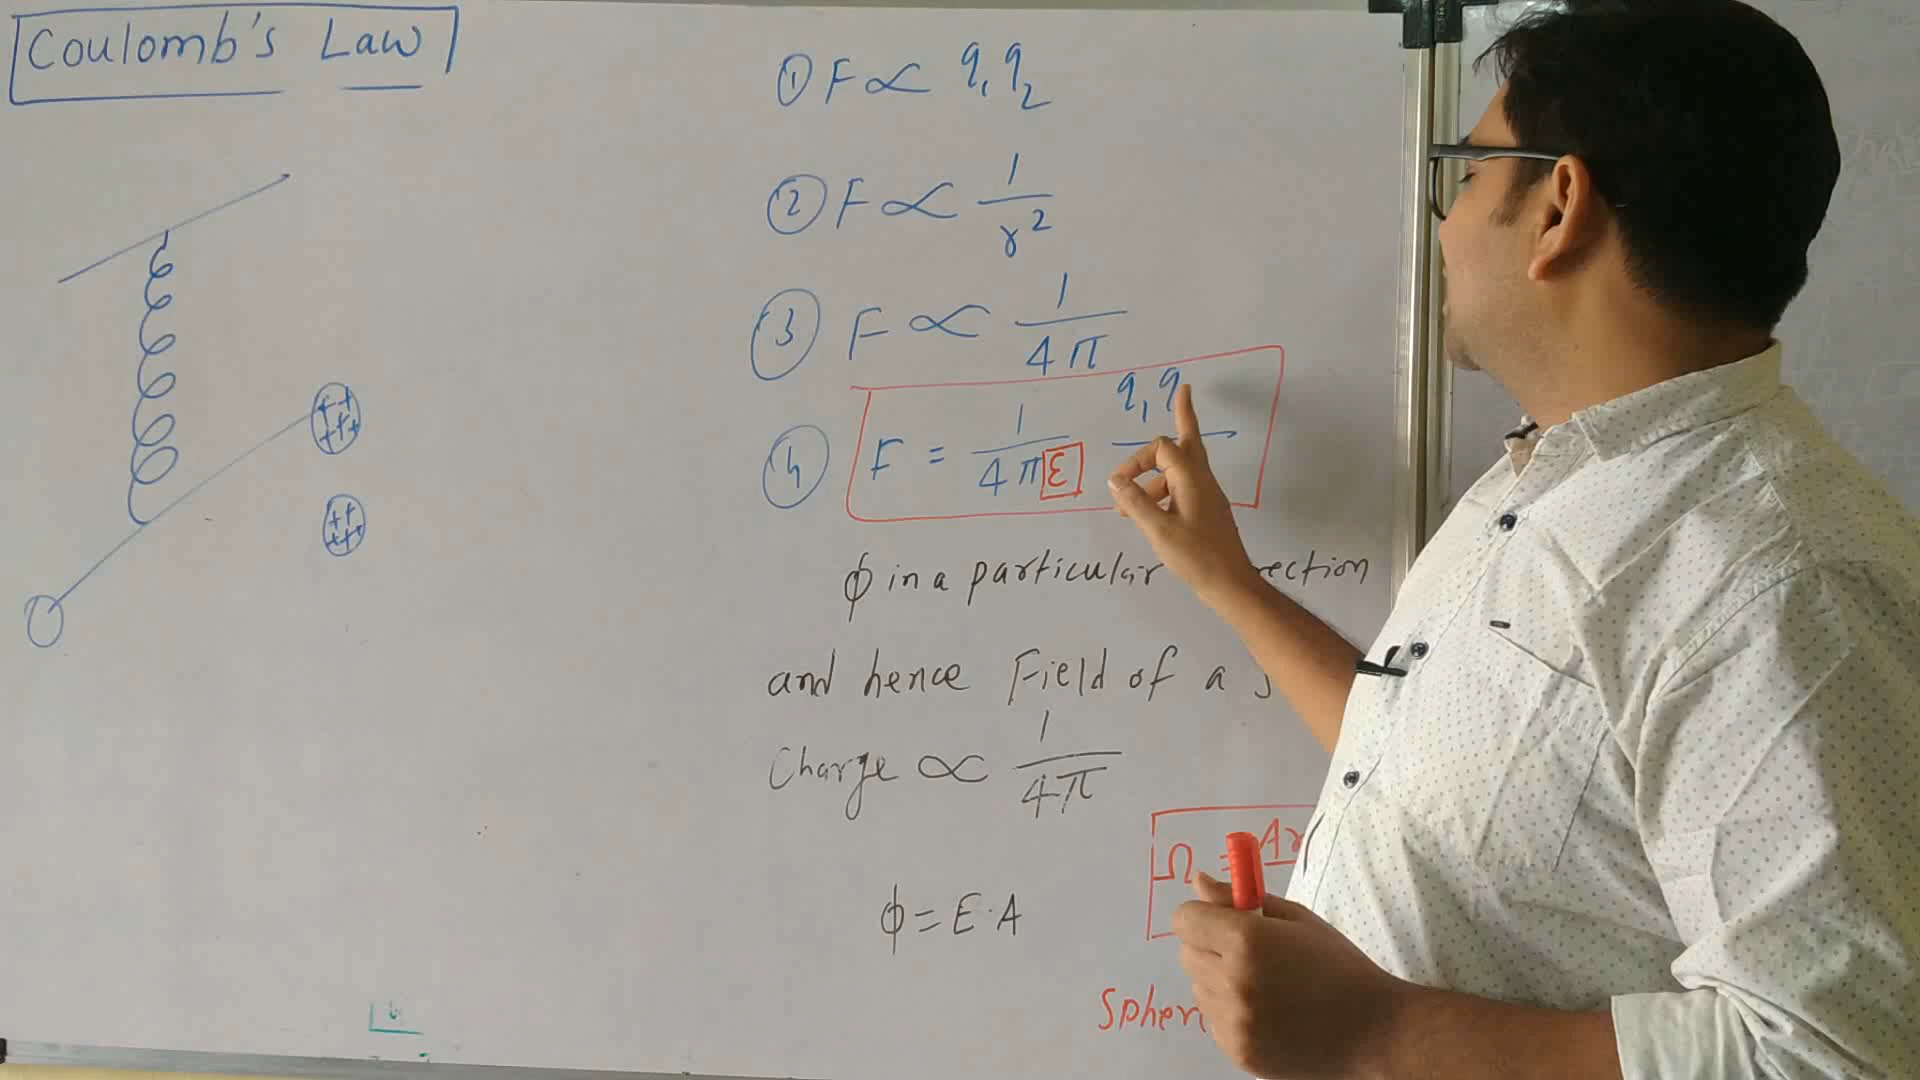 Coulomb's Law
① F ∝ q₁q₂
② F ∝ 1/r²
③ F ∝ 1/4π
④ F = 1/4πε q₁q
ϕ in a particular
and hence Field of a
Charge ∝ 1/4π
Ω =
ϕ = E·A
++
++
++
++
+++